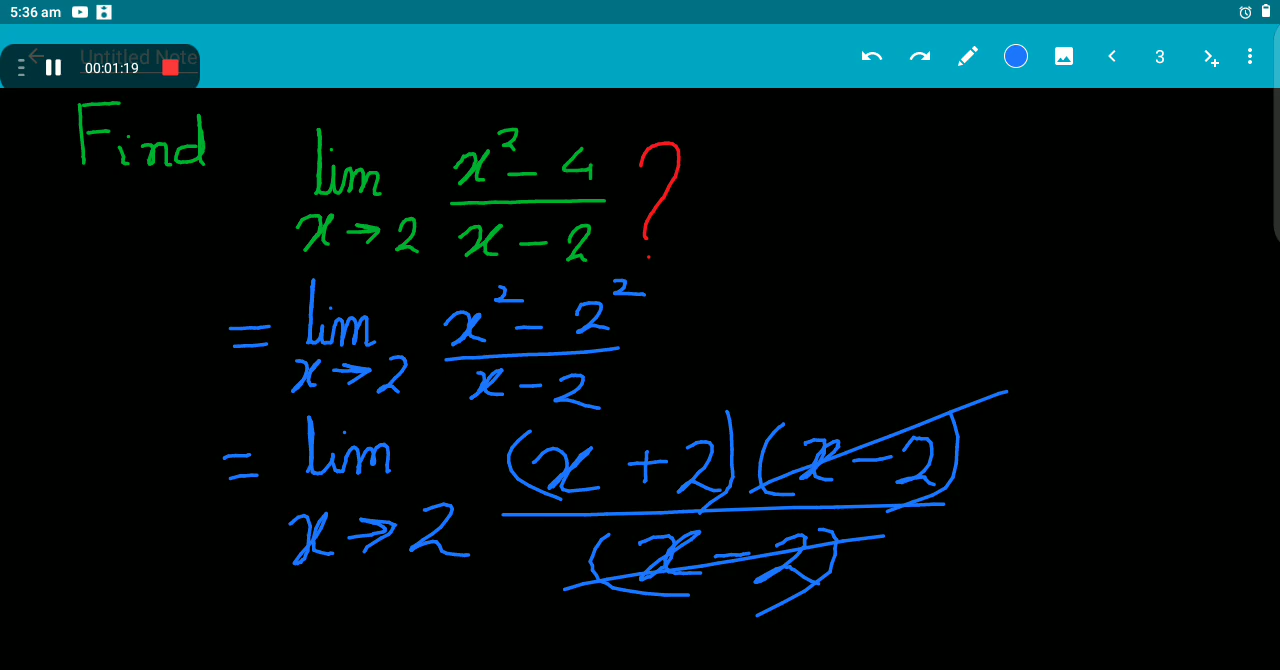 5:36 am
Untitled Note
00:01:19
3
Find lim x→2 (x² - 4)/(x - 2) ?
= lim x→2 (x² - 2²)/(x - 2)
= lim x→2 (x + 2)(x - 2)/(x - 2)